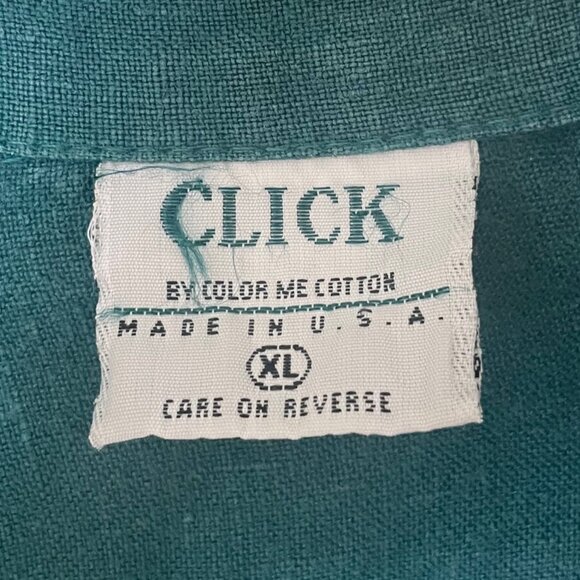 CLICK
BY COLOR ME COTTON
MADE IN U.S.A.
XL
CARE ON REVERSE